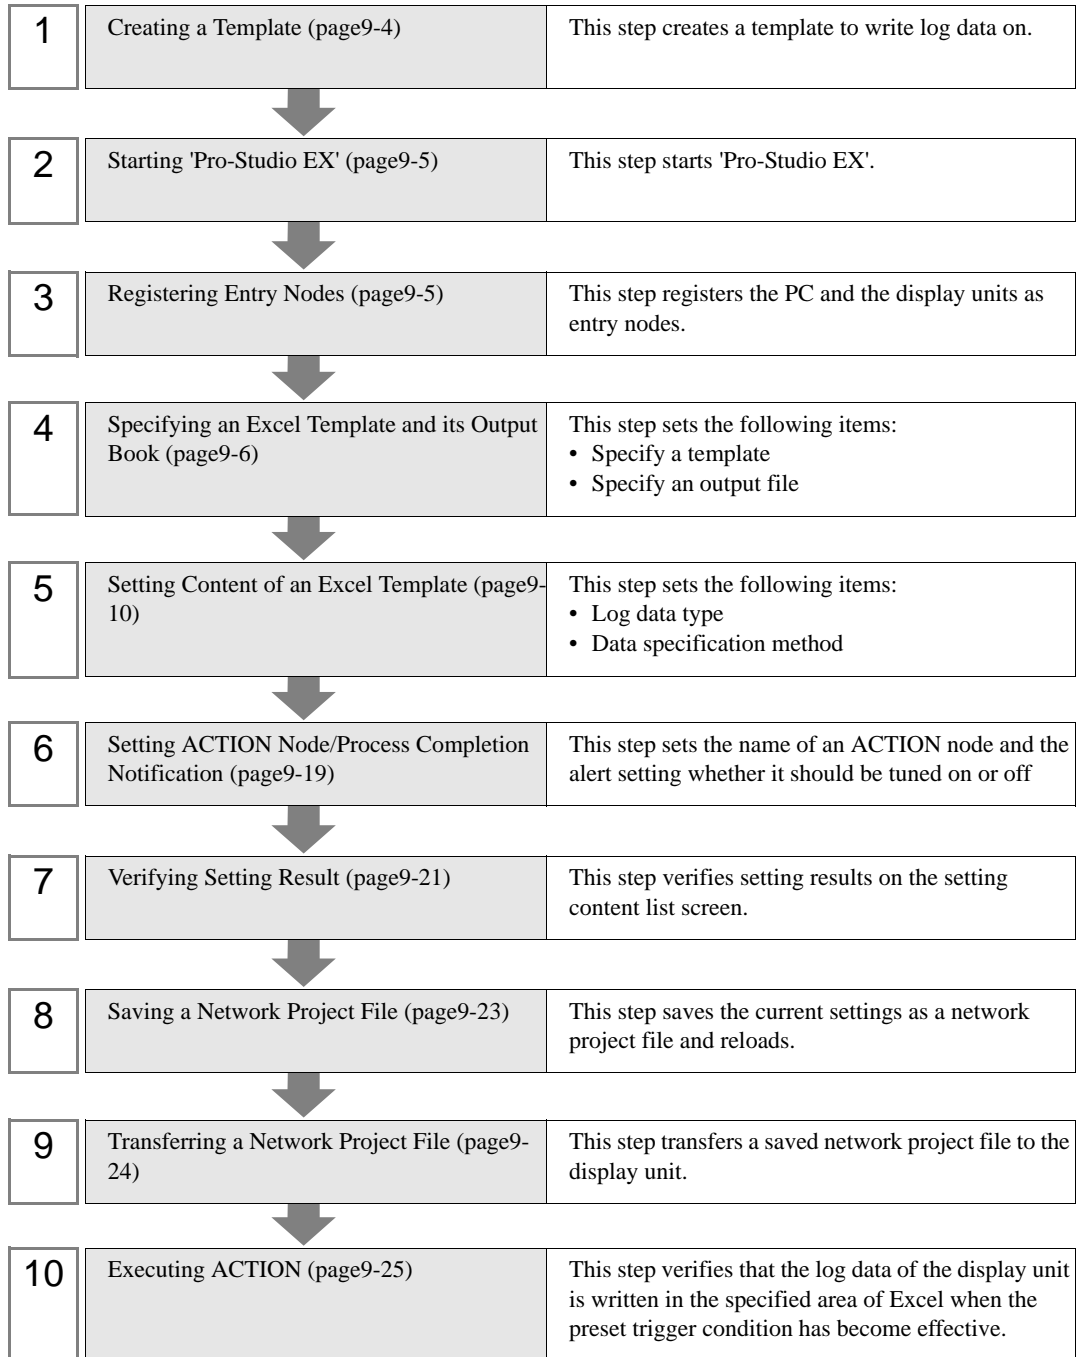 1
Creating a Template (page9-4)
This step creates a template to write log data on.
2
Starting 'Pro-Studio EX' (page9-5)
This step starts 'Pro-Studio EX'.
3
Registering Entry Nodes (page9-5)
This step registers the PC and the display units as
entry nodes.
4
Specifying an Excel Template and its Output
Book (page9-6)
This step sets the following items:
• Specify a template
• Specify an output file
5
Setting Content of an Excel Template (page9-
10)
This step sets the following items:
• Log data type
• Data specification method
6
Setting ACTION Node/Process Completion
Notification (page9-19)
This step sets the name of an ACTION node and the
alert setting whether it should be tuned on or off
7
Verifying Setting Result (page9-21)
This step verifies setting results on the setting
content list screen.
8
Saving a Network Project File (page9-23)
This step saves the current settings as a network
project file and reloads.
9
Transferring a Network Project File (page9-
24)
This step transfers a saved network project file to the
display unit.
10
Executing ACTION (page9-25)
This step verifies that the log data of the display unit
is written in the specified area of Excel when the
preset trigger condition has become effective.